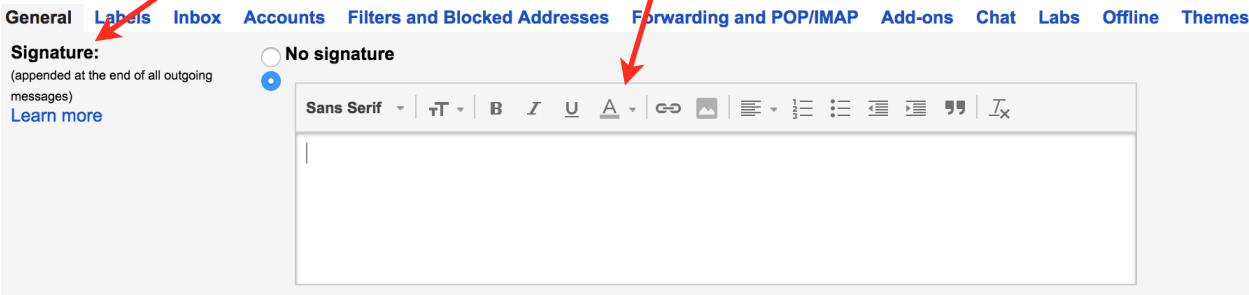 General Labels Inbox Accounts Filters and Blocked Addresses Forwarding and POP/IMAP Add-ons Chat Labs Offline Themes
Signature:
(appended at the end of all outgoing
messages)
Learn more
No signature
Sans Serif